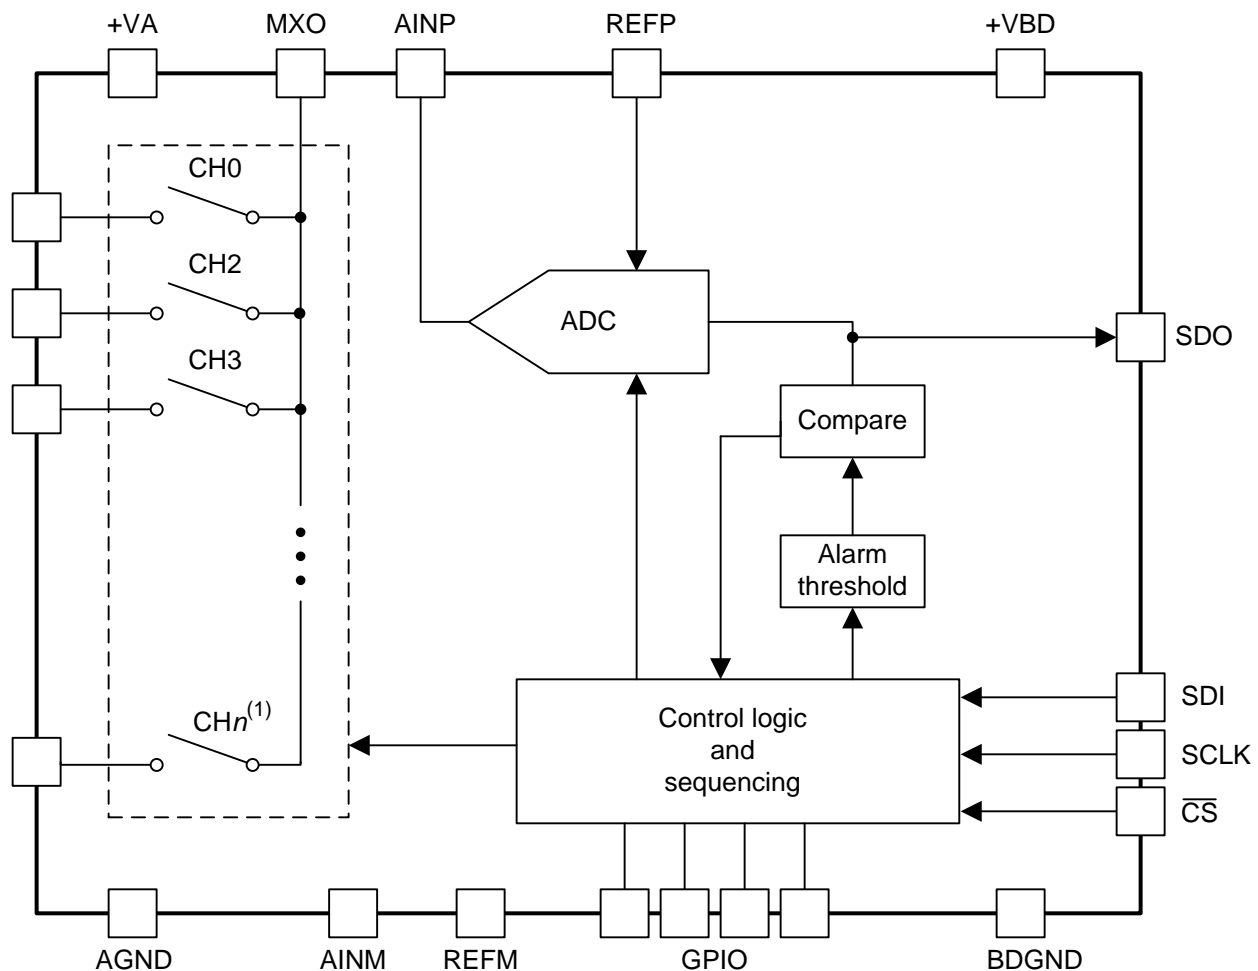 +VA
MXO
AINP
REFP
+VBD
CH0
CH2
CH3
CHn(1)
ADC
SDO
Compare
Alarm
threshold
Control logic
and
sequencing
SDI
SCLK
C̅S̅
AGND
AINM
REFM
GPIO
BDGND